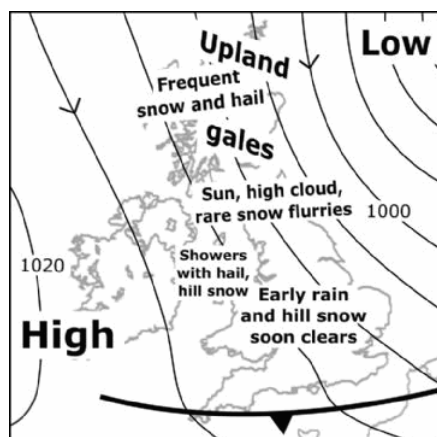 Upland
Low
Frequent
snow and hail
gales
Sun, high cloud,
rare snow flurries
1000
1020
Showers
with hail,
hill snow
Early rain
and hill snow
soon clears
High